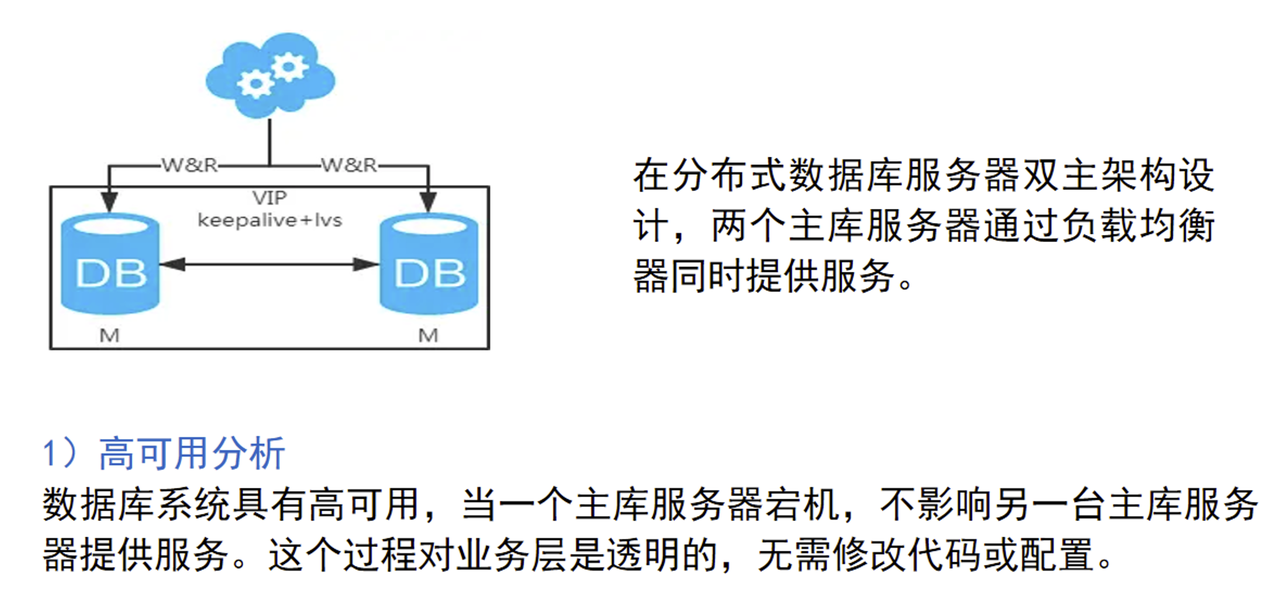 W&R
W&R
VIP
keepalive+lvs
DB
DB
M
M
在分布式数据库服务器双主架构设
计，两个主库服务器通过负载均衡
器同时提供服务。
1）高可用分析
数据库系统具有高可用，当一个主库服务器宕机，不影响另一台主库服务
器提供服务。这个过程对业务层是透明的，无需修改代码或配置。